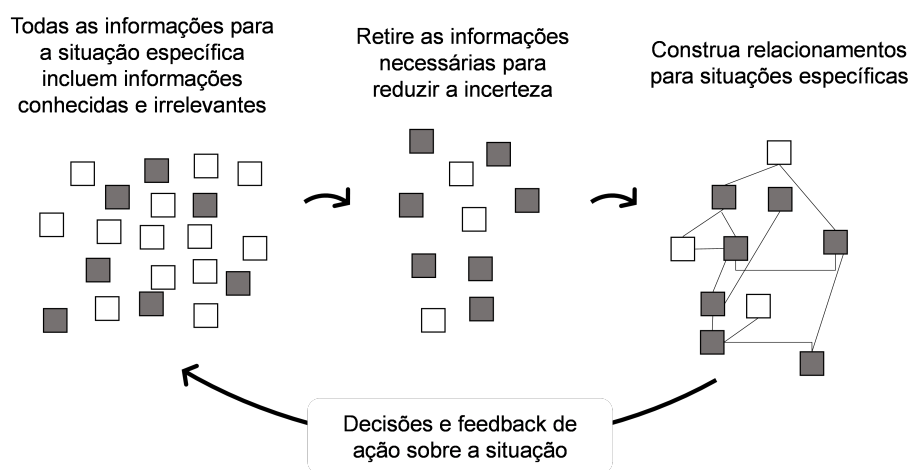 Todas as informações para
a situação específica
incluem informações
conhecidas e irrelevantes
Retire as informações
necessárias para
reduzir a incerteza
Construa relacionamentos
para situações específicas
Decisões e feedback de
ação sobre a situação